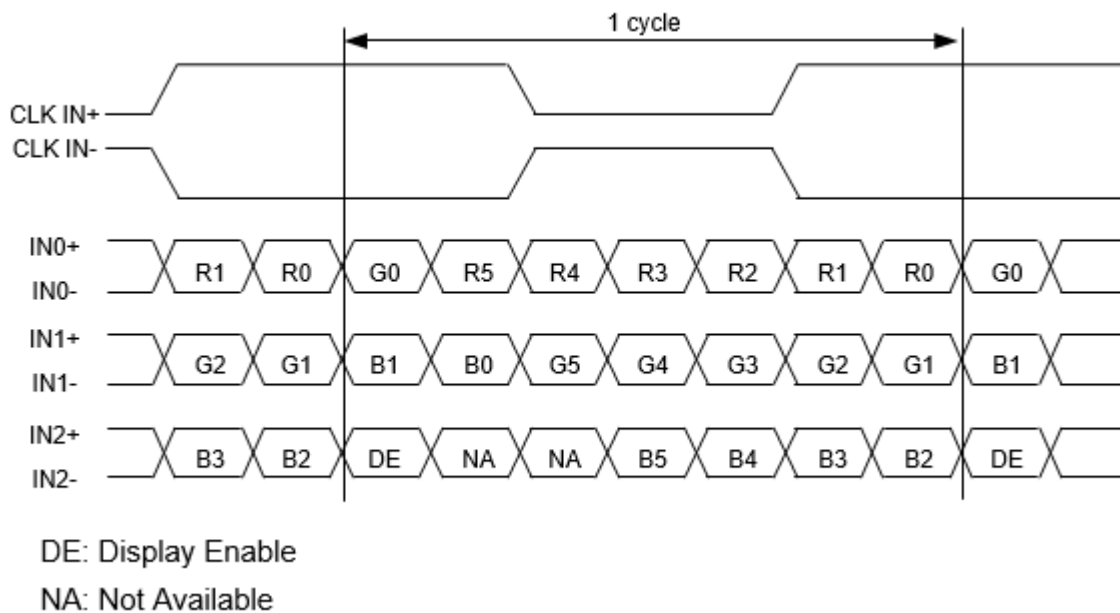 1 cycle
CLK IN+
CLK IN-
IN0+
R1 R0 G0 R5 R4 R3 R2 R1 R0 G0
IN0-
IN1+
G2 G1 B1 B0 G5 G4 G3 G2 G1 B1
IN1-
IN2+
B3 B2 DE NA NA B5 B4 B3 B2 DE
IN2-
DE: Display Enable
NA: Not Available